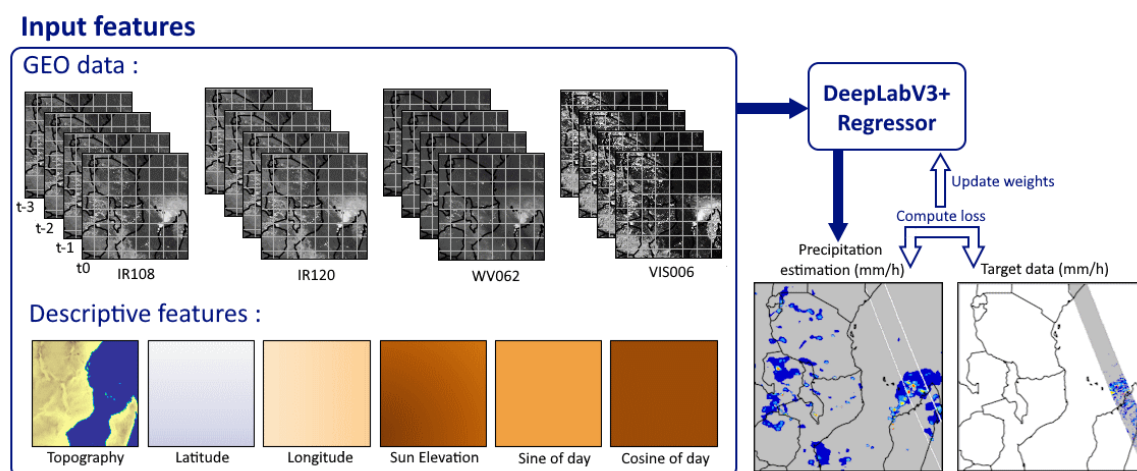 Input features
GEO data :
t-3
t-2
t-1
t0
IR108
IR120
WV062
VIS006
Descriptive features :
Topography
Latitude
Longitude
Sun Elevation
Sine of day
Cosine of day
DeepLabV3+
Regressor
Update weights
Compute loss
Precipitation
estimation (mm/h)
Target data (mm/h)